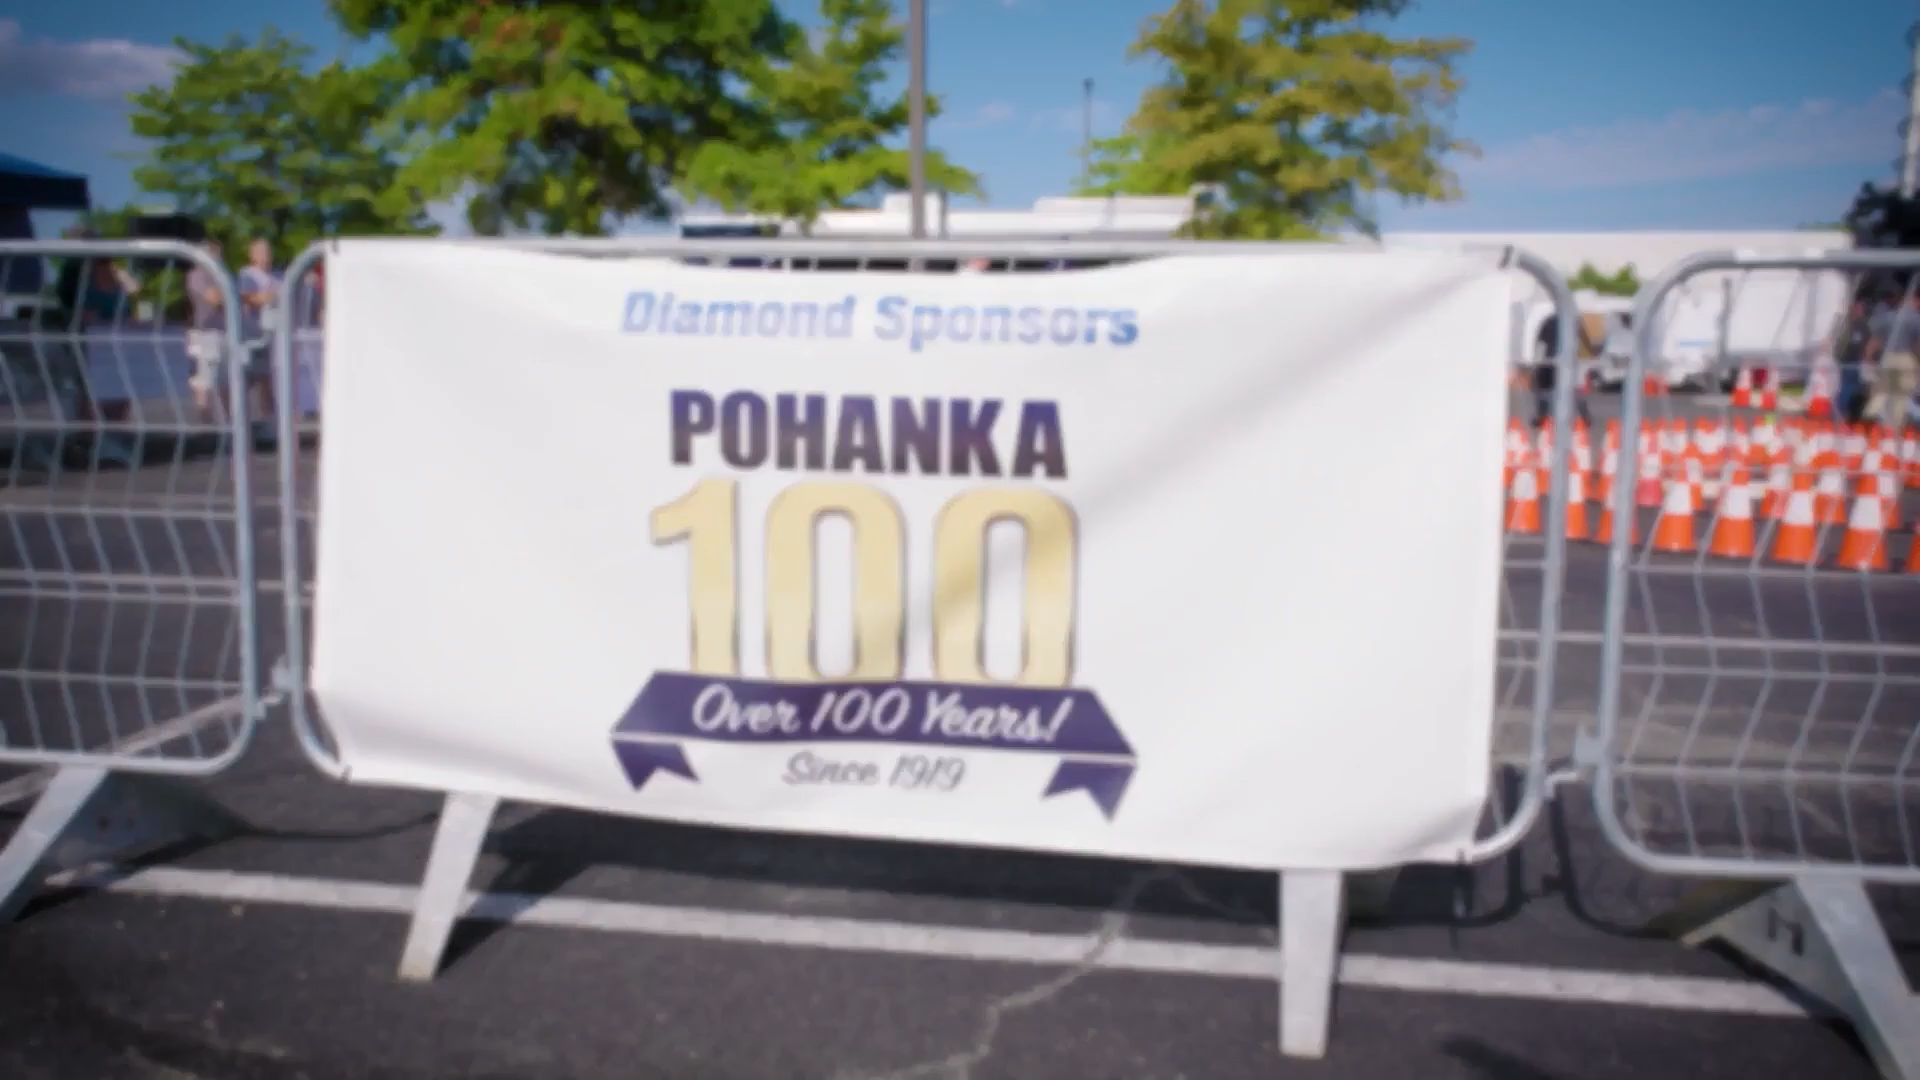 Diamond Sponsors
POHANKA
100
Over 100 Years!
Since 1919
H